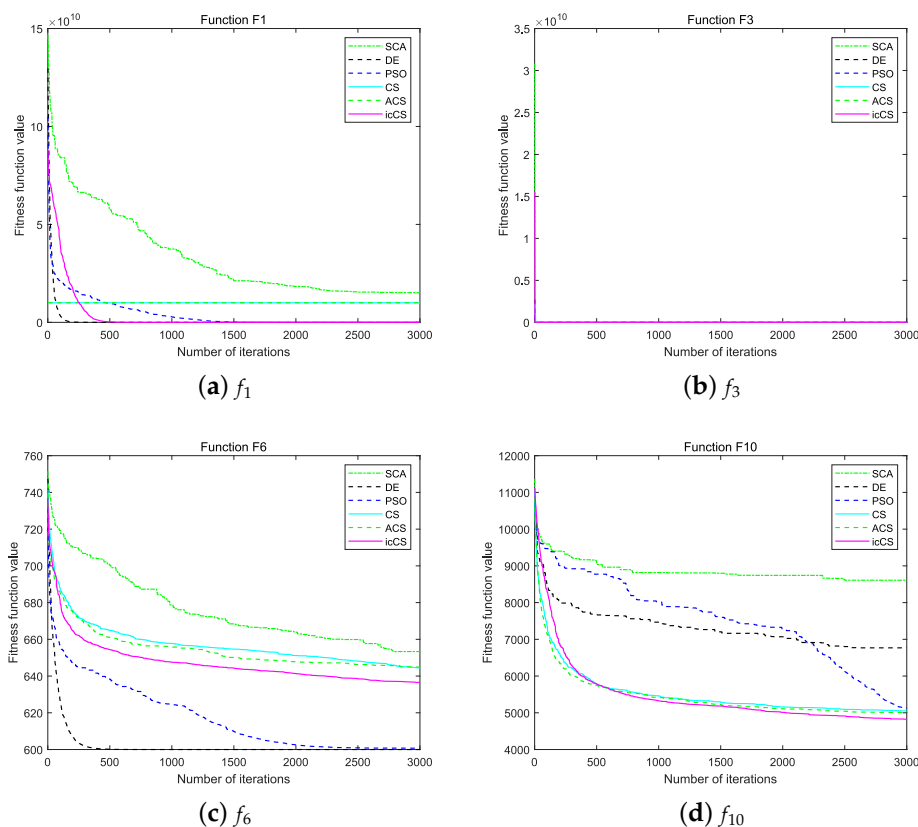 Function F1
×10^10
Fitness function value
15
10
5
0
0 500 1000 1500 2000 2500 3000
Number of iterations
SCA
DE
PSO
CS
ACS
icCS
(a) f1
Function F3
×10^10
Fitness function value
3.5
3
2.5
2
1.5
1
0.5
0
0 500 1000 1500 2000 2500 3000
Number of iterations
SCA
DE
PSO
CS
ACS
icCS
(b) f3
Function F6
Fitness function value
760
740
720
700
680
660
640
620
600
0 500 1000 1500 2000 2500 3000
Number of iterations
SCA
DE
PSO
CS
ACS
icCS
(c) f6
Function F10
Fitness function value
12000
11000
10000
9000
8000
7000
6000
5000
4000
0 500 1000 1500 2000 2500 3000
Number of iterations
SCA
DE
PSO
CS
ACS
icCS
(d) f10